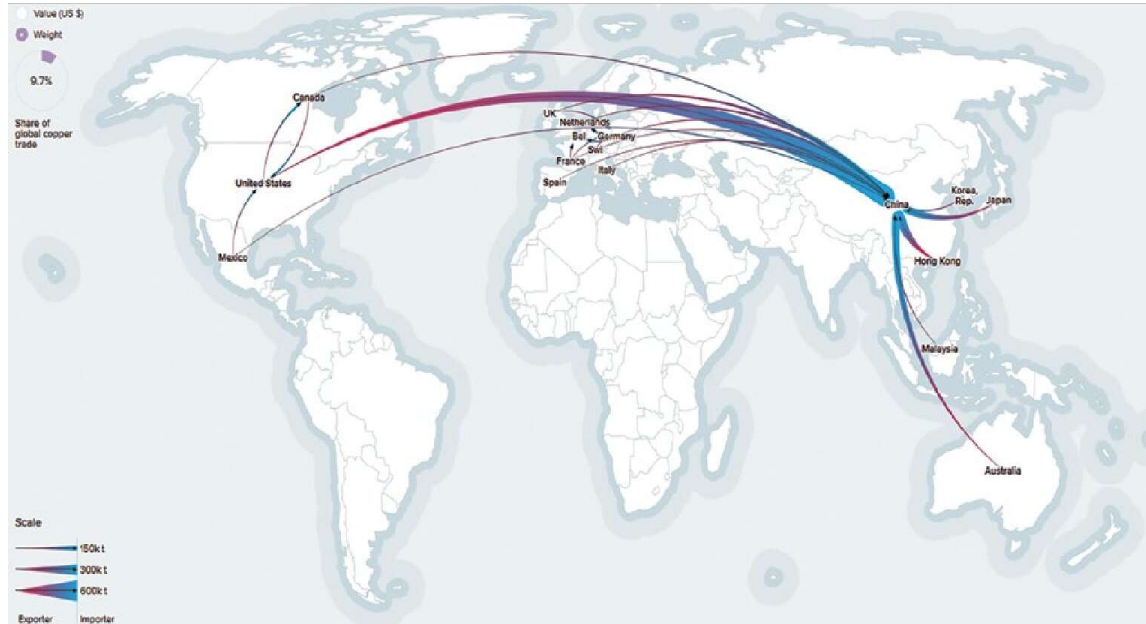 Value (US $)
Weight
9.7%
Share of
global copper
trade
Canada
UK
Netherlands
Bel
Germany
Swi
France
Italy
Spain
United States
Mexico
China
Korea,
Rep.
Japan
Hong Kong
Malaysia
Australia
Scale
150kt
300kt
600kt
Exporter
Importer